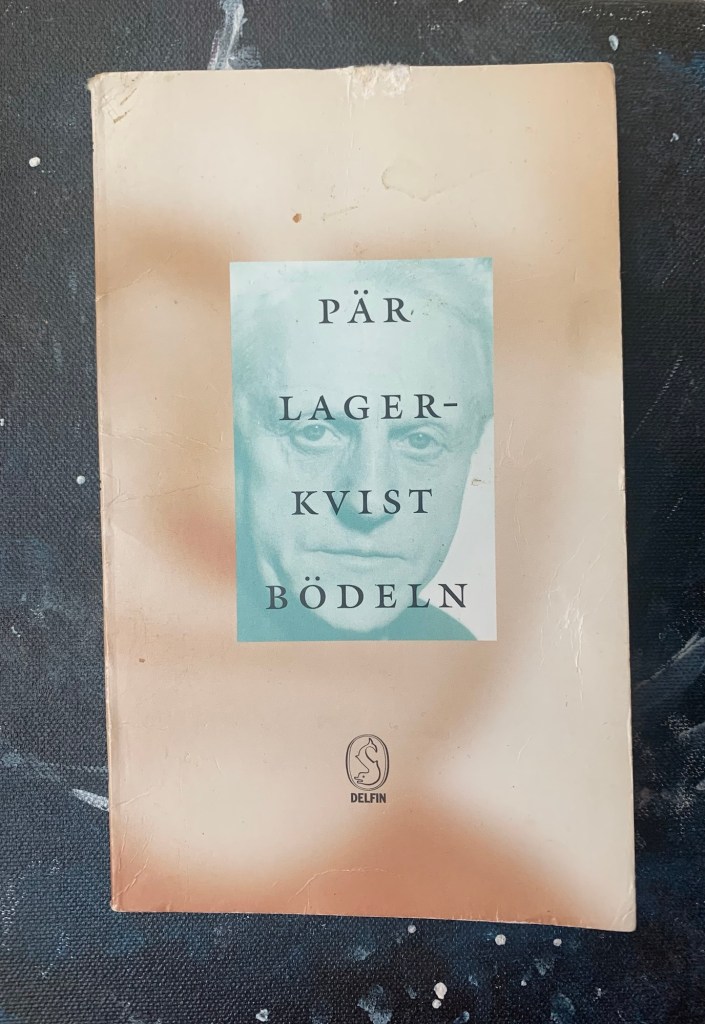 PÄR
LAGER-
KVIST
BÖDELN
DELFIN